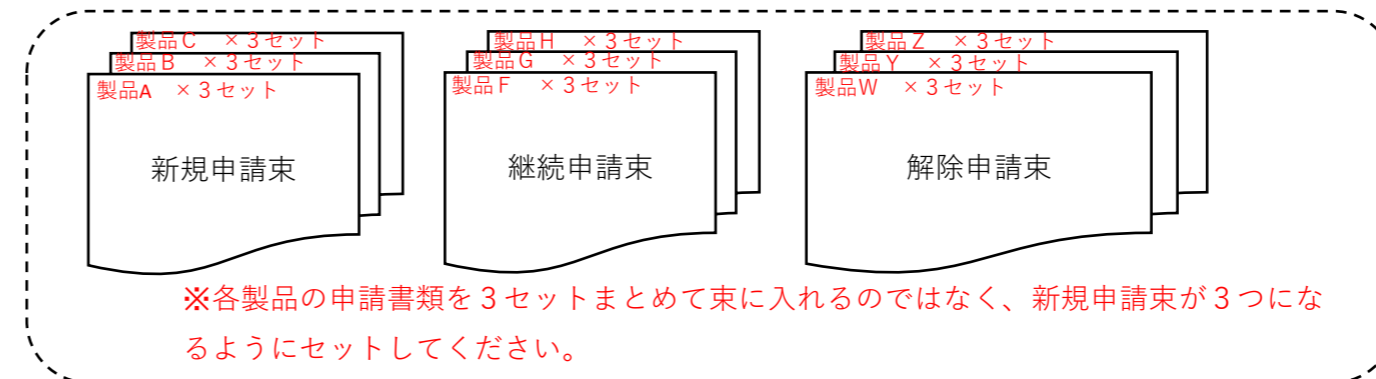 製品Ｃ　×３セット
製品Ｂ　×３セット
製品A　×３セット
新規申請束
製品Ｈ　×３セット
製品Ｇ　×３セット
製品Ｆ　×３セット
継続申請束
製品Ｚ　×３セット
製品Ｙ　×３セット
製品Ｗ　×３セット
解除申請束
※各製品の申請書類を３セットまとめて束に入れるのではなく、新規申請束が３つにな
るようにセットしてください。